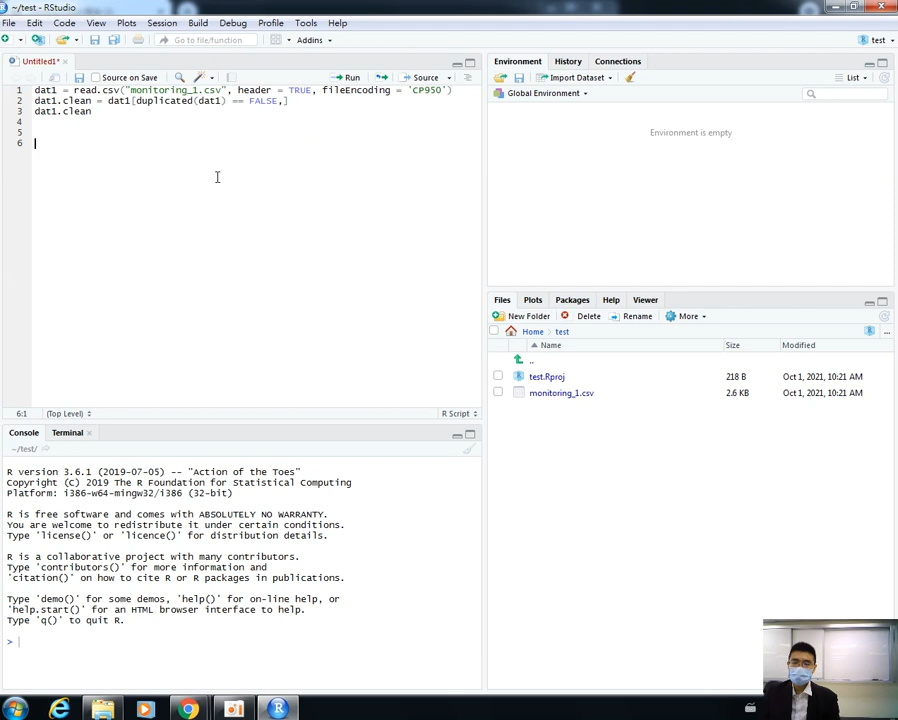 ~/test - RStudio
File Edit Code View Plots Session Build Debug Profile Tools Help
Go to file/function Addins test
Untitled1*
Source on Save Run Source
1 dat1 = read.csv("monitoring_1.csv", header = TRUE, fileEncoding = 'CP950')
2 dat1.clean = dat1[duplicated(dat1) == FALSE,]
3 dat1.clean
4
5
6
6:1 (Top Level) R Script
Console Terminal
~/test/
R version 3.6.1 (2019-07-05) -- "Action of the Toes"
Copyright (C) 2019 The R Foundation for Statistical Computing
Platform: i386-w64-mingw32/i386 (32-bit)
R is free software and comes with ABSOLUTELY NO WARRANTY.
You are welcome to redistribute it under certain conditions.
Type 'license()' or 'licence()' for distribution details.
R is a collaborative project with many contributors.
Type 'contributors()' for more information and
'citation()' on how to cite R or R packages in publications.
Type 'demo()' for some demos, 'help()' for on-line help, or
'help.start()' for an HTML browser interface to help.
Type 'q()' to quit R.
>
Environment History Connections
Import Dataset List
Global Environment
Environment is empty
Files Plots Packages Help Viewer
New Folder Delete Rename More
Home test ...
Name Size Modified
..
test.Rproj 218 B Oct 1, 2021, 10:21 AM
monitoring_1.csv 2.6 KB Oct 1, 2021, 10:21 AM